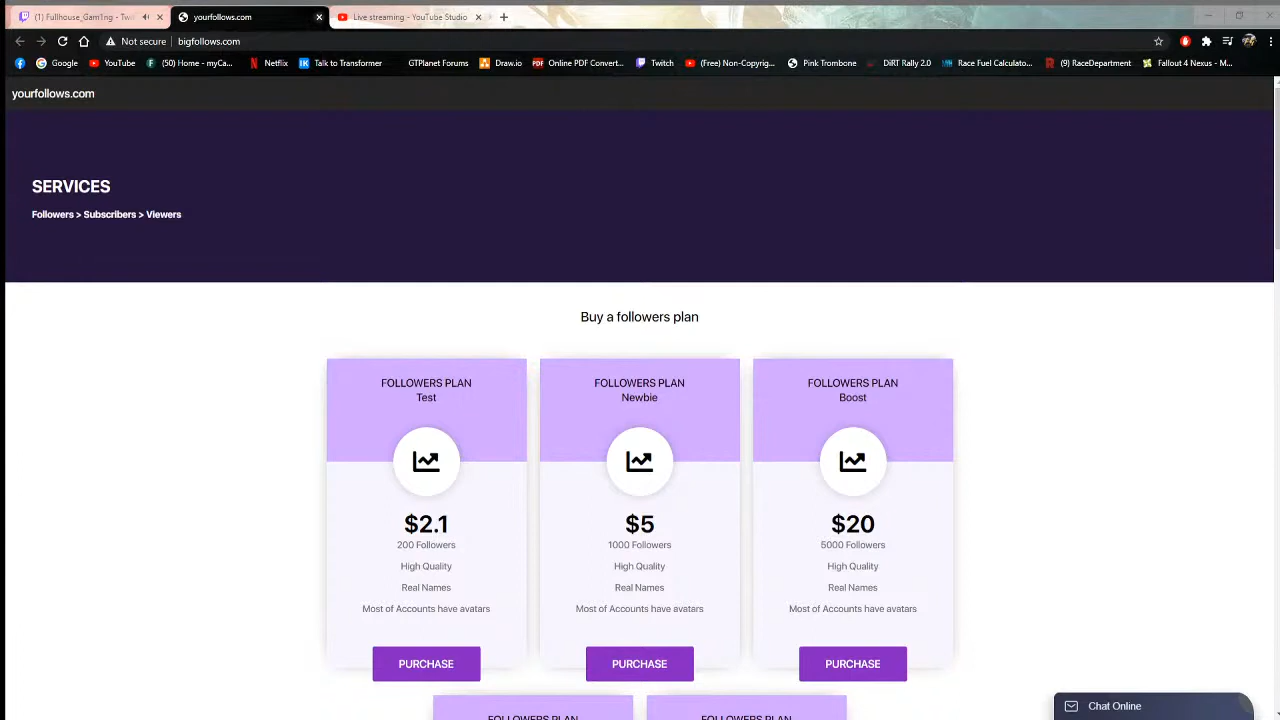 (1) Fullhouse_Gam1ng - Twi
yourfollows.com
Live streaming - YouTube Studio
Not secure
bigfollows.com
Google
YouTube
(50) Home - myCa...
Netflix
Talk to Transformer
GTPlanet Forums
Draw.io
Online PDF Convert...
Twitch
(Free) Non-Copyrig...
Pink Trombone
DiRT Rally 2.0
Race Fuel Calculato...
(9) RaceDepartment
Fallout 4 Nexus - M...
yourfollows.com
SERVICES
Followers > Subscribers > Viewers
Buy a followers plan
FOLLOWERS PLAN
Test
$2.1
200 Followers
High Quality
Real Names
Most of Accounts have avatars
PURCHASE
FOLLOWERS PLAN
Newbie
$5
1000 Followers
High Quality
Real Names
Most of Accounts have avatars
PURCHASE
FOLLOWERS PLAN
Boost
$20
5000 Followers
High Quality
Real Names
Most of Accounts have avatars
PURCHASE
FOLLOWERS PLAN
FOLLOWERS PLAN
Chat Online